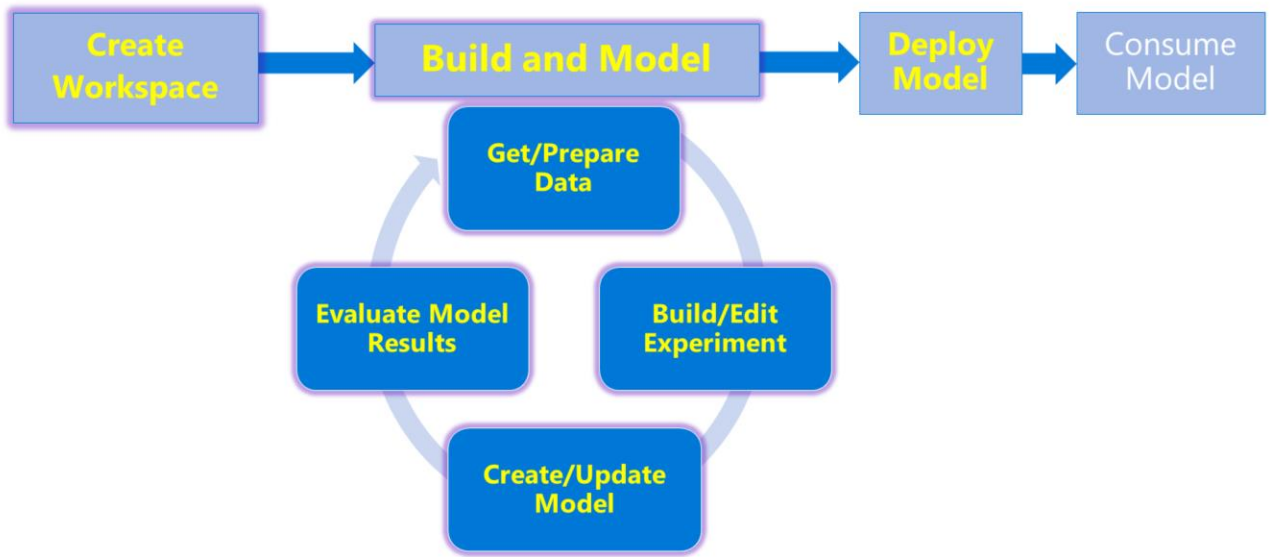 Create
Workspace
Build and Model
Deploy
Model
Consume
Model
Get/Prepare
Data
Evaluate Model
Results
Build/Edit
Experiment
Create/Update
Model